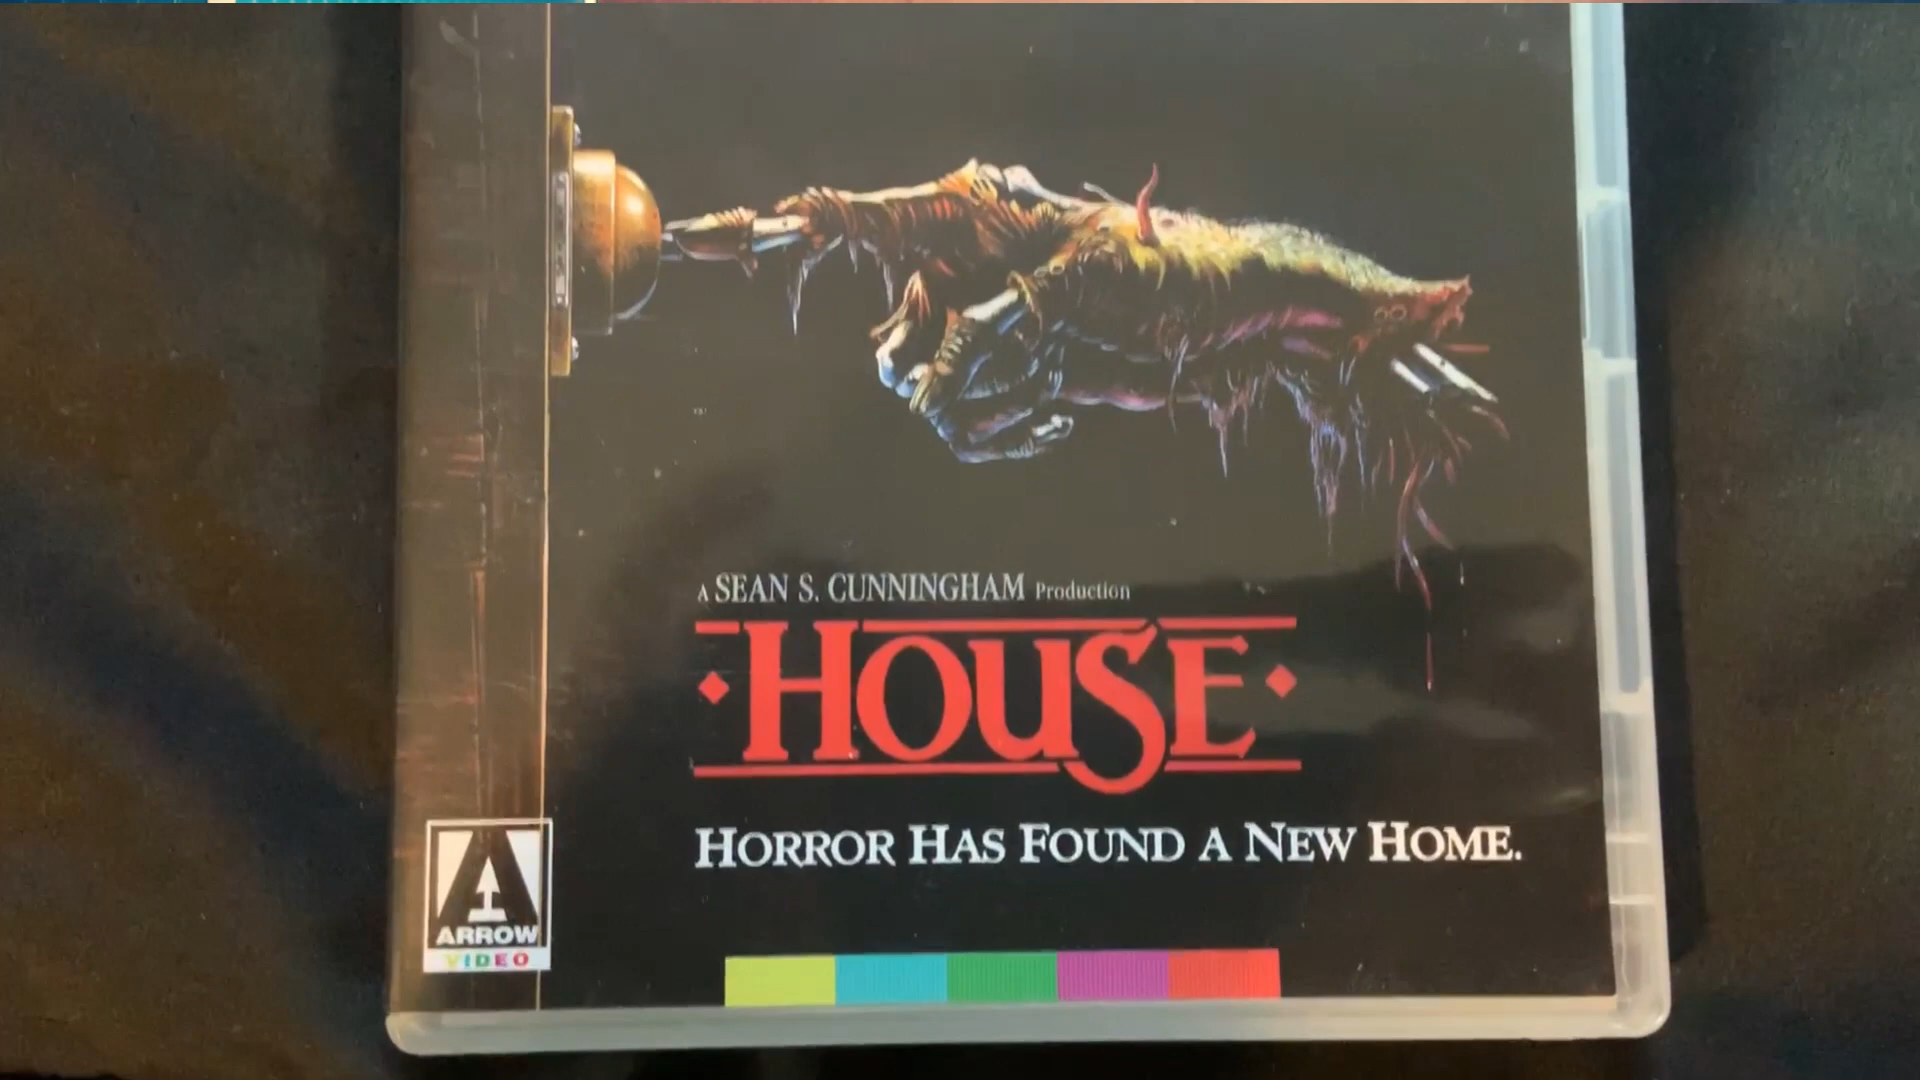 A SEAN S. CUNNINGHAM Production
HOUSE
HORROR HAS FOUND A NEW HOME.
A
ARROW
VIDEO